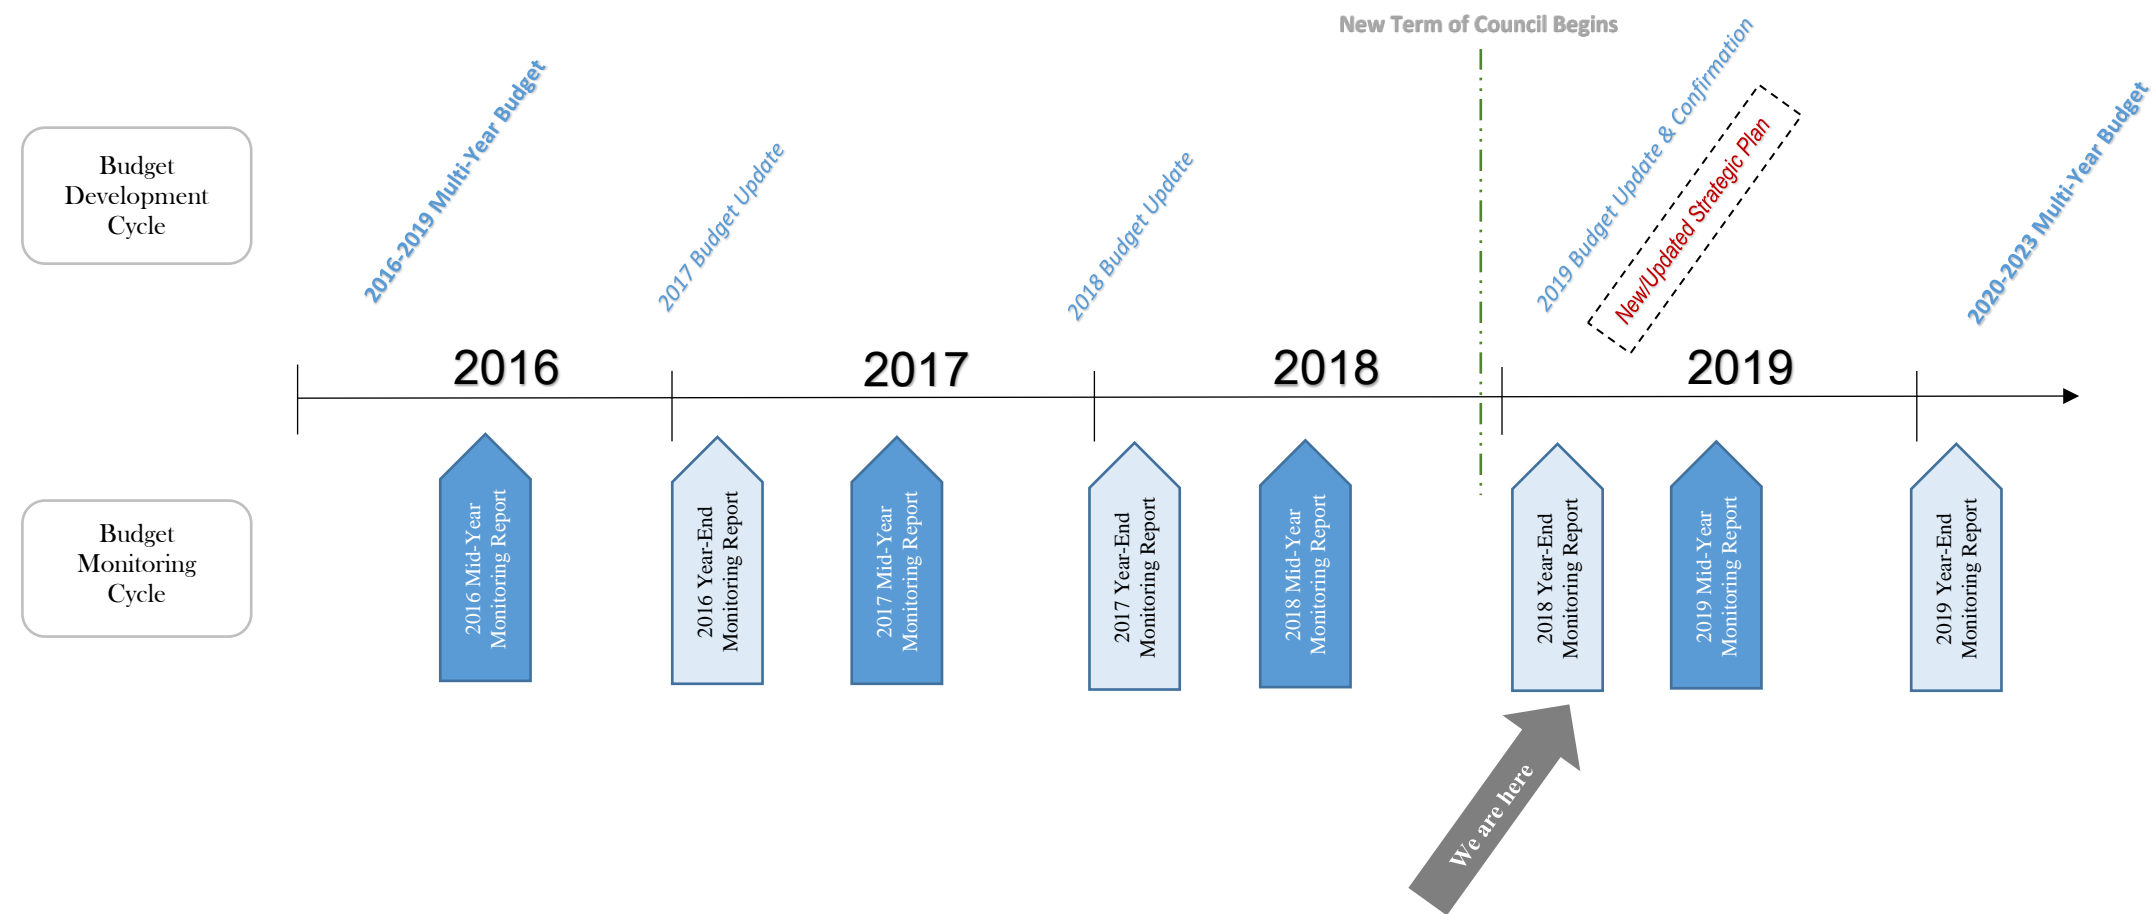 New Term of Council Begins
Budget
Development
Cycle
2016-2019 Multi-Year Budget
2017 Budget Update
2018 Budget Update
2019 Budget Update & Confirmation
New/Updated Strategic Plan
2020-2023 Multi-Year Budget
2016
2017
2018
2019
Budget
Monitoring
Cycle
2016 Mid-Year
Monitoring Report
2016 Year-End
Monitoring Report
2017 Mid-Year
Monitoring Report
2017 Year-End
Monitoring Report
2018 Mid-Year
Monitoring Report
2018 Year-End
Monitoring Report
2019 Mid-Year
Monitoring Report
2019 Year-End
Monitoring Report
We are here